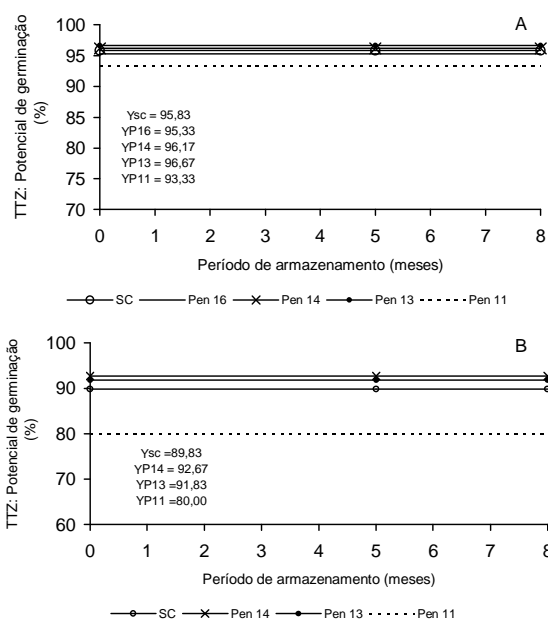 A
TTZ: Potencial de germinação
(%)
100
95
90
85
80
75
70
Ysc = 95,83
YP16 = 95,33
YP14 = 96,17
YP13 = 96,67
YP11 = 93,33
0 1 2 3 4 5 6 7 8
Período de armazenamento (meses)
SC Pen 16 Pen 14 Pen 13 Pen 11
B
TTZ: Potencial de germinação
(%)
100
90
80
70
60
Ysc =89,83
YP14 = 92,67
YP13 =91,83
YP11 =80,00
0 1 2 3 4 5 6 7 8
Período de armazenamento (meses)
SC Pen 14 Pen 13 Pen 11